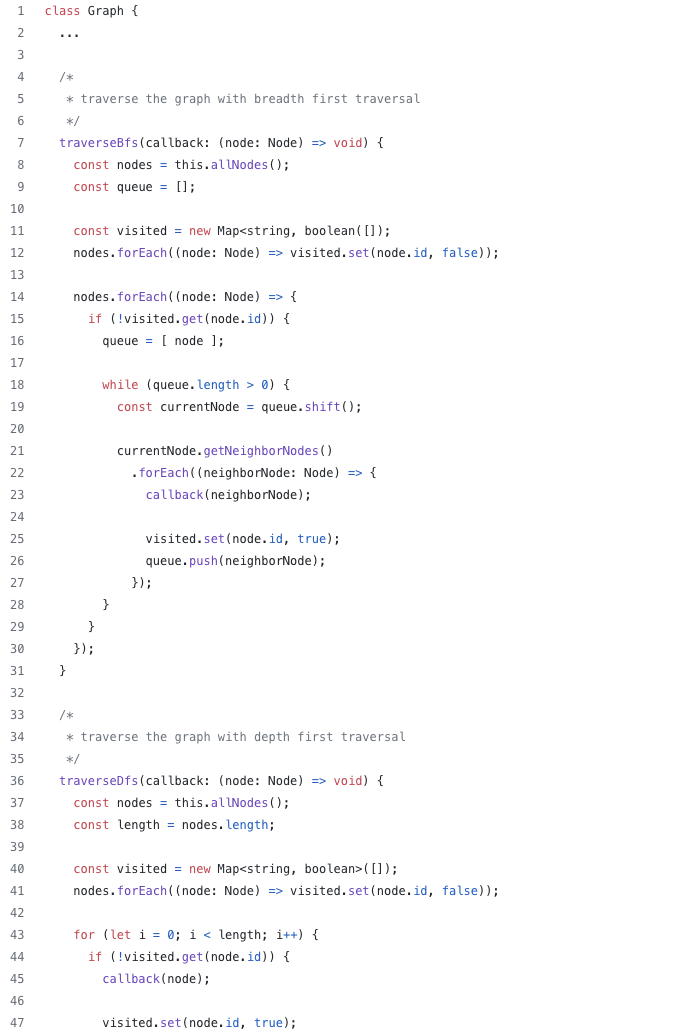 1 class Graph {
2   ...
3
4   /*
5    * traverse the graph with breadth first traversal
6    */
7   traverseBfs(callback: (node: Node) => void) {
8     const nodes = this.allNodes();
9     const queue = [];
10
11     const visited = new Map<string, boolean([]);
12     nodes.forEach((node: Node) => visited.set(node.id, false));
13
14     nodes.forEach((node: Node) => {
15       if (!visited.get(node.id)) {
16         queue = [ node ];
17
18         while (queue.length > 0) {
19           const currentNode = queue.shift();
20
21           currentNode.getNeighborNodes()
22             .forEach((neighborNode: Node) => {
23               callback(neighborNode);
24
25               visited.set(node.id, true);
26               queue.push(neighborNode);
27             });
28         }
29       }
30     });
31   }
32
33   /*
34    * traverse the graph with depth first traversal
35    */
36   traverseDfs(callback: (node: Node) => void) {
37     const nodes = this.allNodes();
38     const length = nodes.length;
39
40     const visited = new Map<string, boolean>([]);
41     nodes.forEach((node: Node) => visited.set(node.id, false));
42
43     for (let i = 0; i < length; i++) {
44       if (!visited.get(node.id)) {
45         callback(node);
46
47         visited.set(node.id, true);